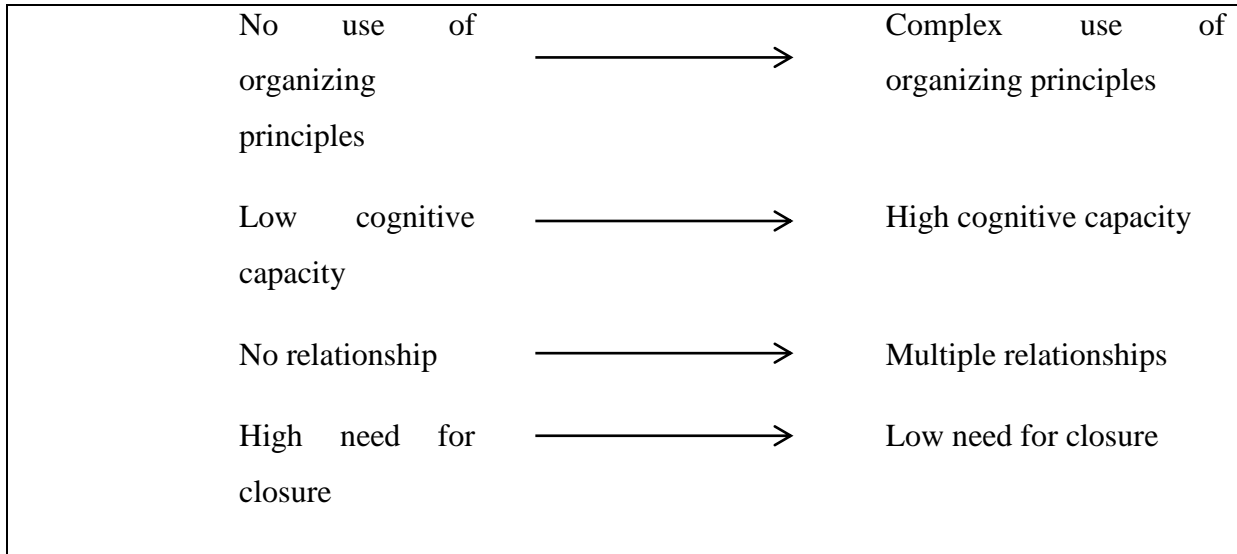 No use of
organizing
principles
Complex use of
organizing principles
Low cognitive
capacity
High cognitive capacity
No relationship
Multiple relationships
High need for
closure
Low need for closure